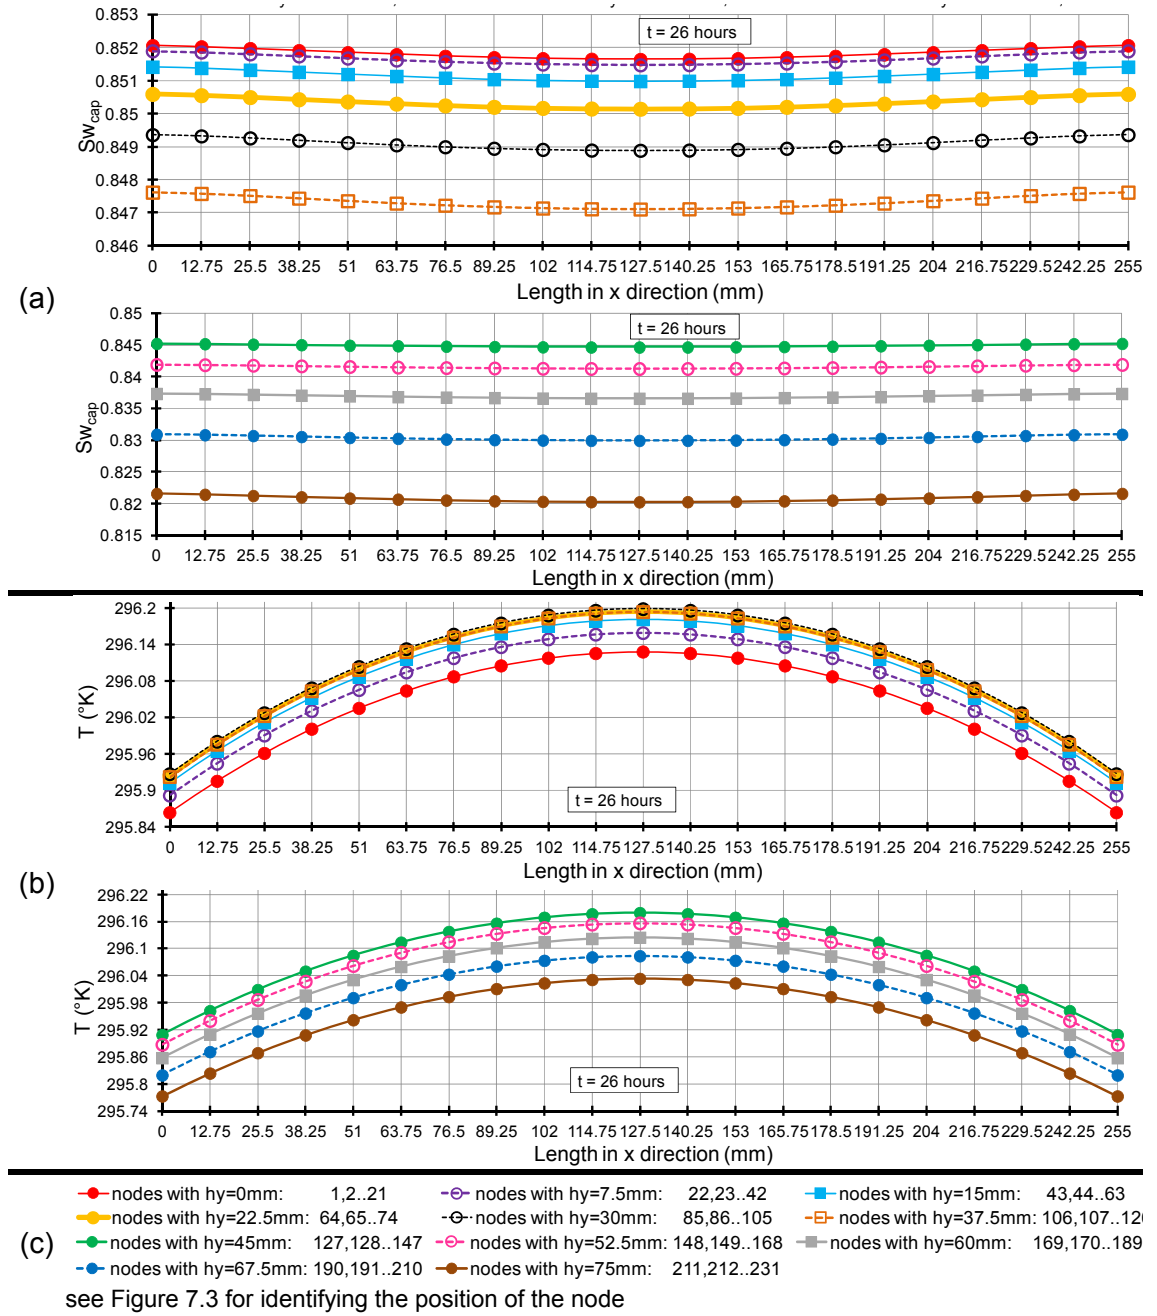 0.853
0.852
0.851
0.85
0.849
0.848
0.847
0.846
Sw_cap
t = 26 hours
0 12.75 25.5 38.25 51 63.75 76.5 89.25 102 114.75 127.5 140.25 153 165.75 178.5 191.25 204 216.75 229.5 242.25 255
Length in x direction (mm)
(a)
0.85
0.845
0.84
0.835
0.83
0.825
0.82
0.815
Sw_cap
t = 26 hours
0 12.75 25.5 38.25 51 63.75 76.5 89.25 102 114.75 127.5 140.25 153 165.75 178.5 191.25 204 216.75 229.5 242.25 255
Length in x direction (mm)
296.2
296.14
296.08
296.02
295.96
295.9
295.84
T (°K)
t = 26 hours
0 12.75 25.5 38.25 51 63.75 76.5 89.25 102 114.75 127.5 140.25 153 165.75 178.5 191.25 204 216.75 229.5 242.25 255
Length in x direction (mm)
(b)
296.22
296.16
296.1
296.04
295.98
295.92
295.86
295.8
295.74
T (°K)
t = 26 hours
0 12.75 25.5 38.25 51 63.75 76.5 89.25 102 114.75 127.5 140.25 153 165.75 178.5 191.25 204 216.75 229.5 242.25 255
Length in x direction (mm)
nodes with hy=0mm: 1,2..21 nodes with hy=7.5mm: 22,23..42 nodes with hy=15mm: 43,44..63
nodes with hy=22.5mm: 64,65..74 nodes with hy=30mm: 85,86..105 nodes with hy=37.5mm: 106,107..12
(c) nodes with hy=45mm: 127,128..147 nodes with hy=52.5mm: 148,149..168 nodes with hy=60mm: 169,170..189
nodes with hy=67.5mm: 190,191..210 nodes with hy=75mm: 211,212..231
see Figure 7.3 for identifying the position of the node